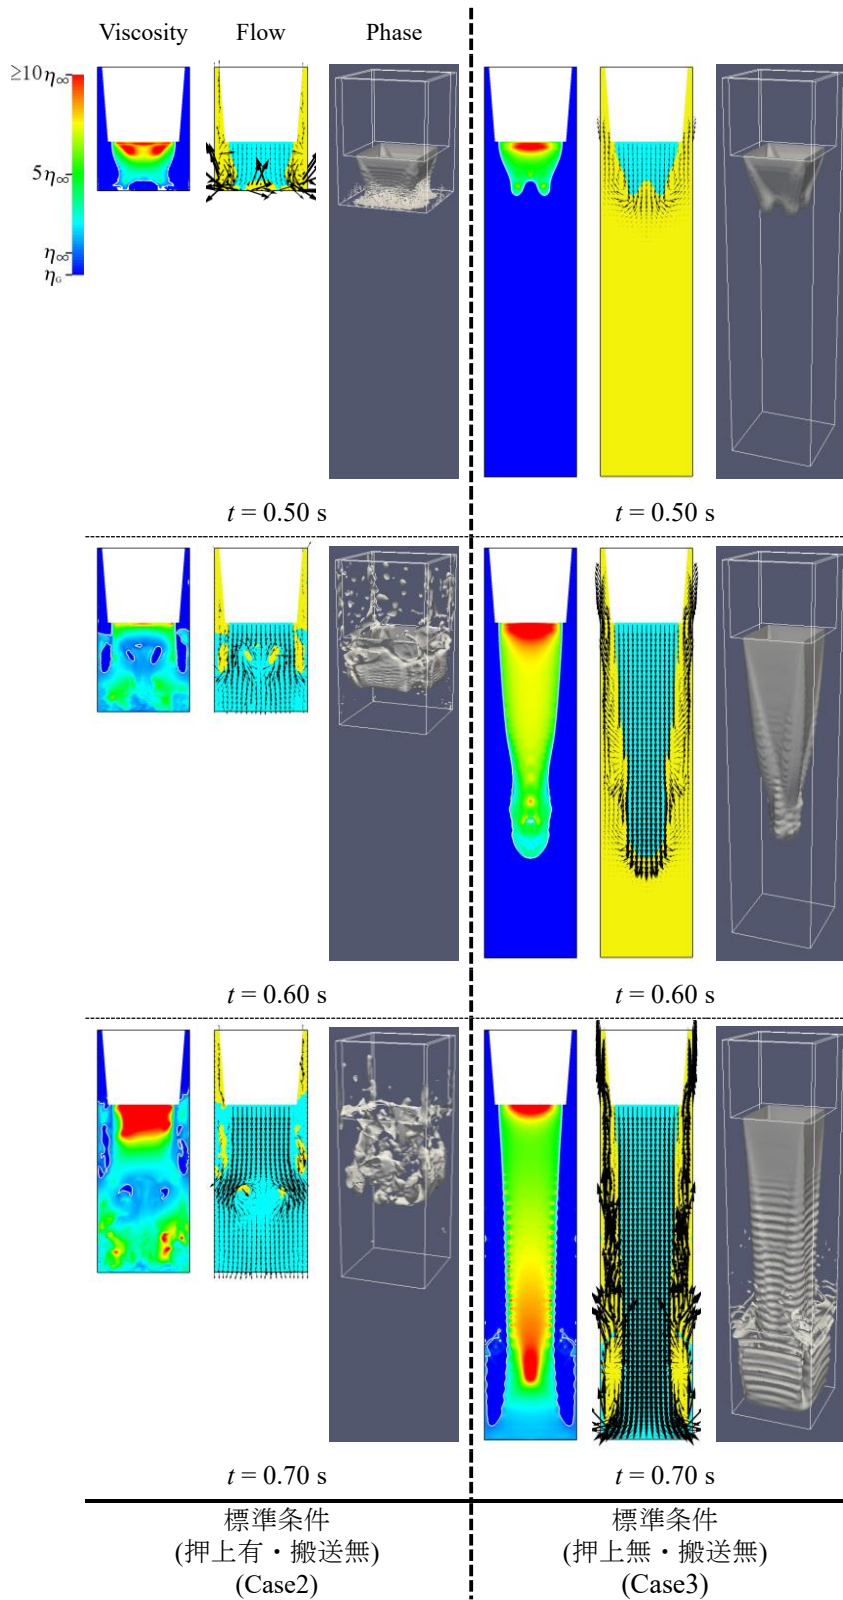 Viscosity Flow Phase
≥10η∞
5η∞
η∞
ηG
t = 0.50 s t = 0.50 s
t = 0.60 s t = 0.60 s
t = 0.70 s t = 0.70 s
標準条件 標準条件
(押上有・搬送無) (押上無・搬送無)
(Case2) (Case3)